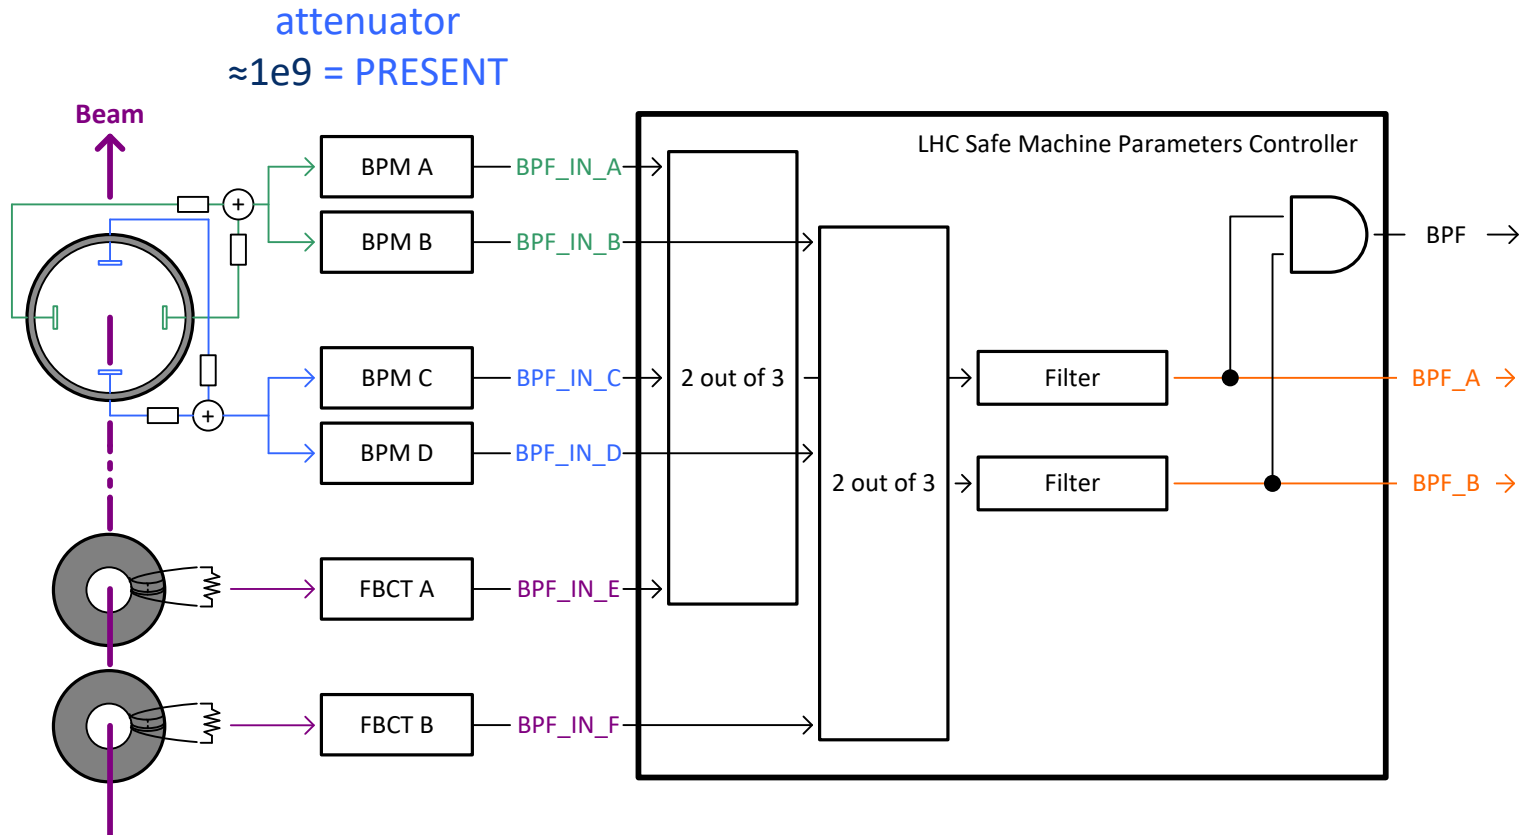 attenuator
≈1e9 = PRESENT
Beam
LHC Safe Machine Parameters Controller
BPM A
BPF_IN_A
BPM B
BPF_IN_B
BPF
BPM C
BPF_IN_C
2 out of 3
Filter
BPF_A
BPM D
BPF_IN_D
2 out of 3
Filter
BPF_B
FBCT A
BPF_IN_E
FBCT B
BPF_IN_F
+
+